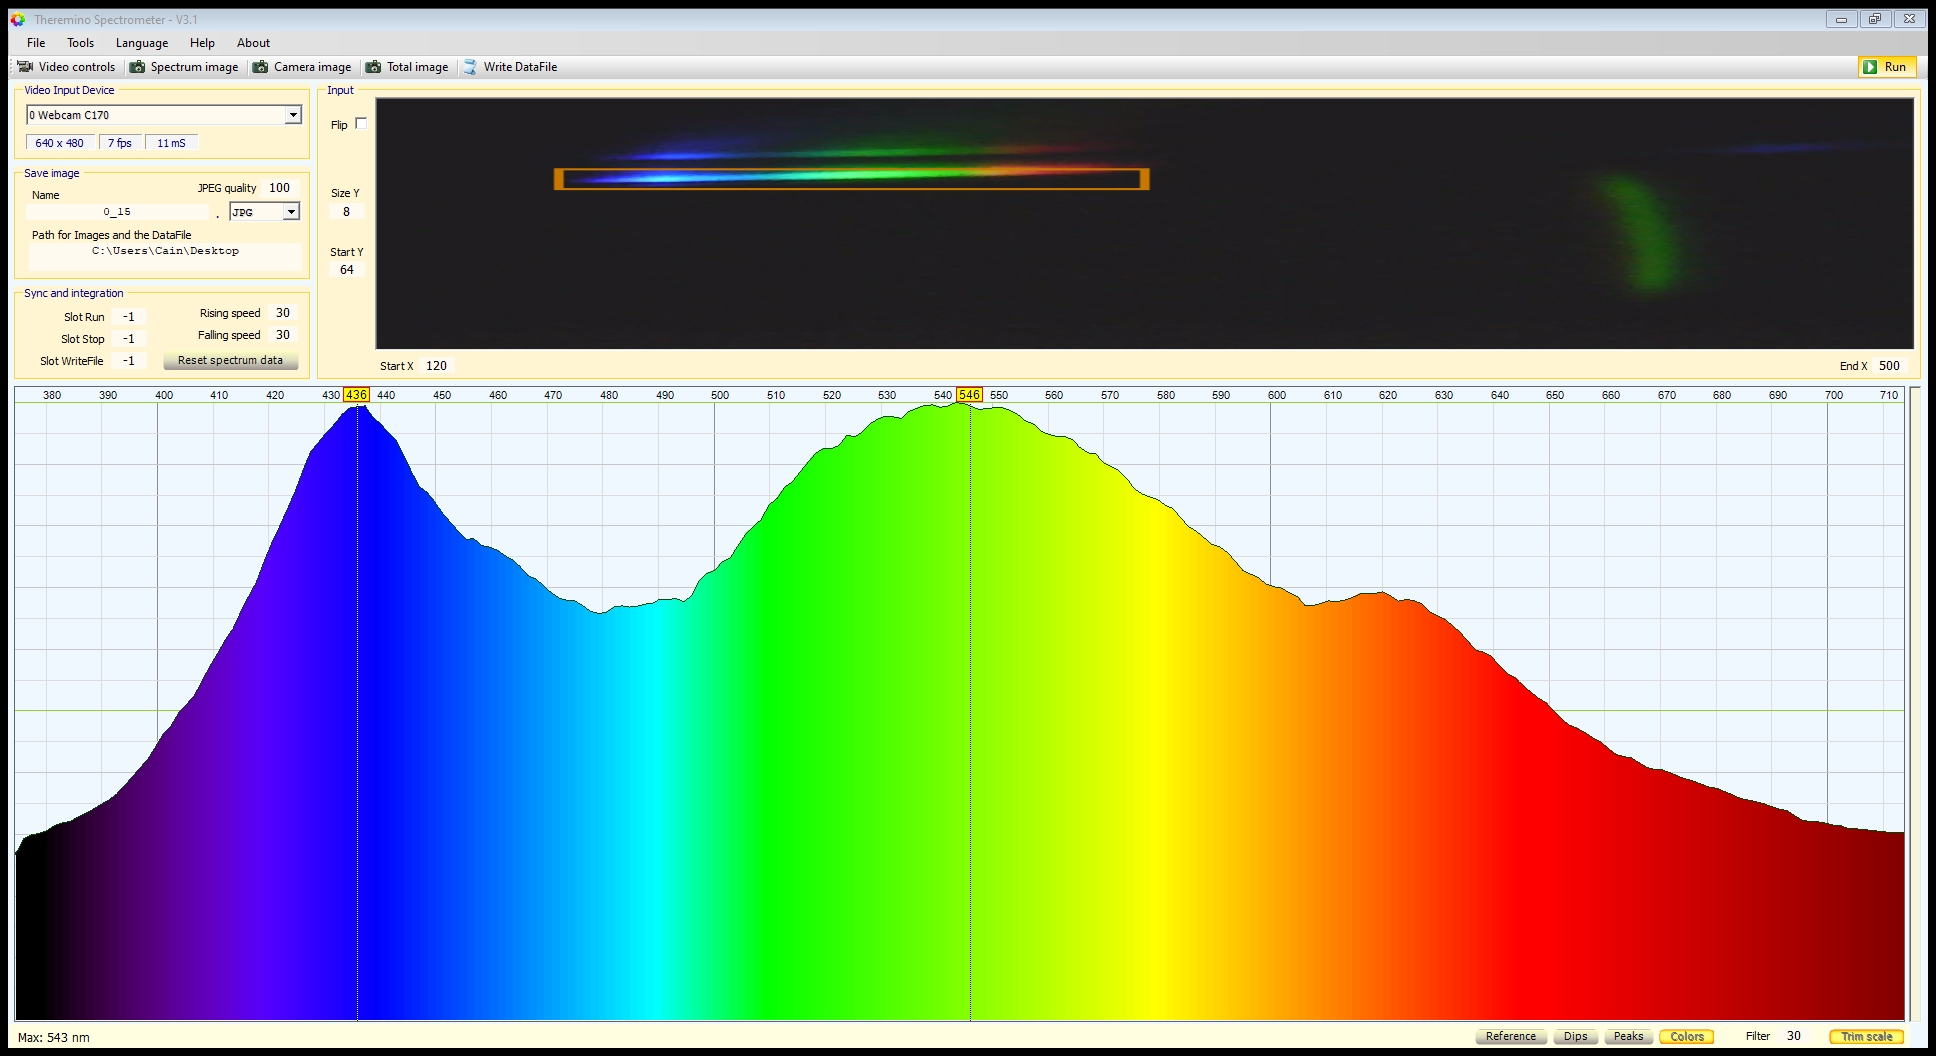 Theremino Spectrometer - V3.1
File Tools Language Help About
Video controls Spectrum image Camera image Total image Write DataFile Run
Video Input Device
0 Webcam C170
640 x 480 7 fps 11 mS
Save image
Name JPEG quality 100
0_15 . JPG
Path for Images and the DataFile
C:\Users\Cain\Desktop
Sync and integration
Slot Run -1 Rising speed 30
Slot Stop -1 Falling speed 30
Slot WriteFile -1 Reset spectrum data
Input
Flip
Size Y
8
Start Y
64
Start X 120 End X 500
380 390 400 410 420 430 436 440 450 460 470 480 490 500 510 520 530 540 546 550 560 570 580 590 600 610 620 630 640 650 660 670 680 690 700 710
Max: 543 nm Reference Dips Peaks Colors Filter 30 Trim scale